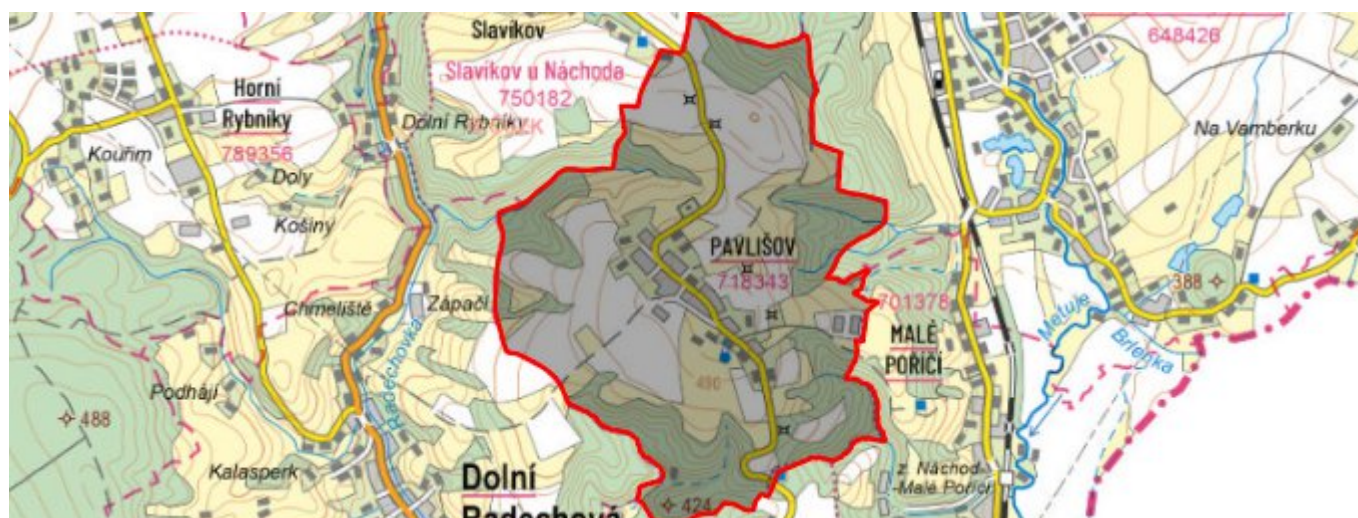 Slavíkov
Slavíkov u Náchoda
750182
648426
Horní
Rybníky
789356
Dolní Rybníky
Kouřim
Doly
Košiny
Na Vamberku
PAVLIŠOV
718343
Chmeliště
Zápačí
701378
MALÉ
POŘÍČÍ
388
Metuje
Brlenka
Radechovka
Podhájí
488
490
Kalasperk
Dolní
Radechová
424
z. Náchod-
-Malé Poříčí